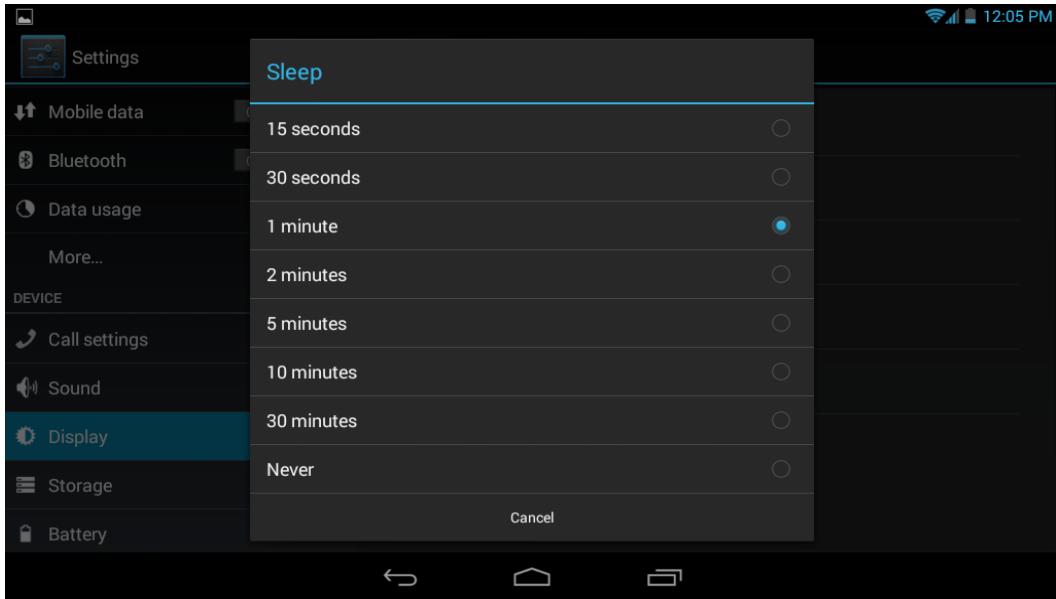 12:05 PM
Settings
Mobile data
Bluetooth
Data usage
More...
DEVICE
Call settings
Sound
Display
Storage
Battery
Sleep
15 seconds
30 seconds
1 minute
2 minutes
5 minutes
10 minutes
30 minutes
Never
Cancel